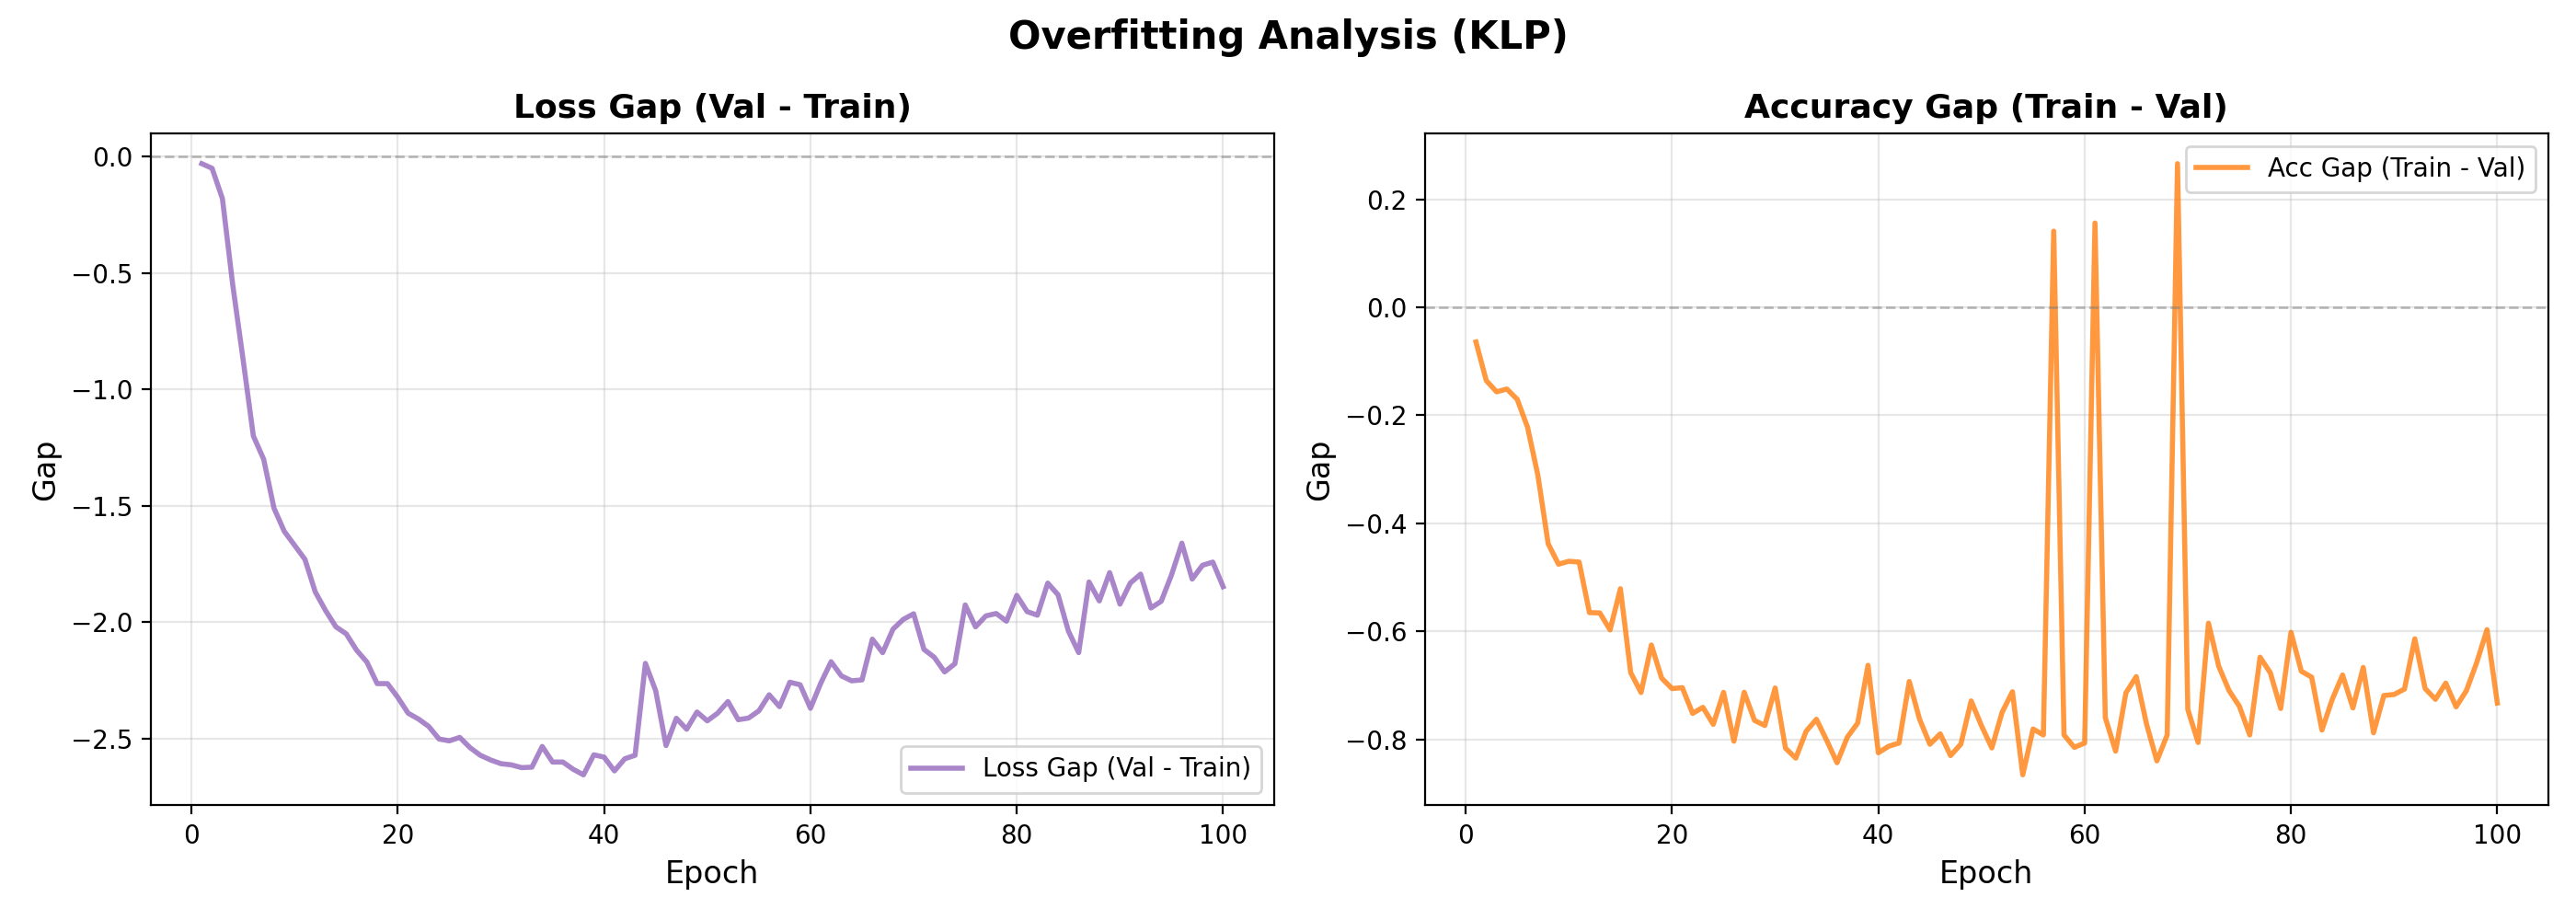 Overfitting Analysis (KLP)
Loss Gap (Val - Train)
0.0
−0.5
−1.0
−1.5
−2.0
−2.5
Gap
0 20 40 60 80 100
Epoch
Loss Gap (Val - Train)
Accuracy Gap (Train - Val)
Acc Gap (Train - Val)
0.2
0.0
−0.2
−0.4
−0.6
−0.8
Gap
0 20 40 60 80 100
Epoch